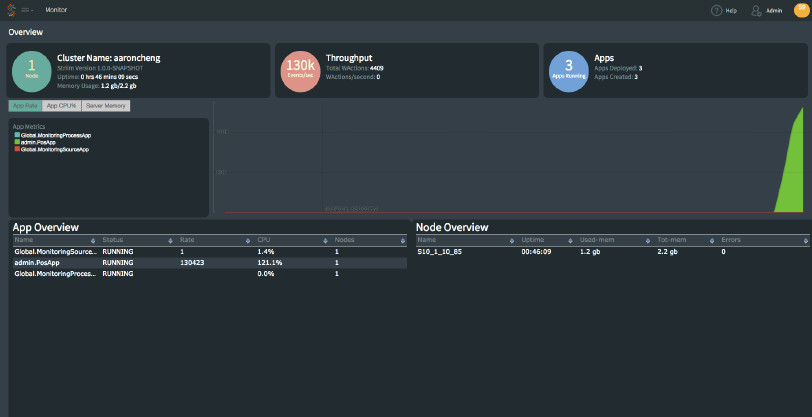 Monitor
Help
Admin
Overview
1
Node
Cluster Name: aaroncheng
Striim Version 1.0.0-SNAPSHOT
Uptime: 0 hrs 46 mins 09 secs
Memory Usage: 1.2 gb/2.2 gb
130k
Events/sec
Throughput
Total WActions: 4409
WActions/second: 0
3
Apps Running
Apps
Apps Deployed: 3
Apps Created: 3
App Rate App CPU% Server Memory
App Metrics
Global.MonitoringProcessApp
admin.PosApp
Global.MonitoringSourceApp
App Overview
Name Status Rate CPU Nodes
Global.MonitoringSource... RUNNING 1 1.4% 1
admin.PosApp RUNNING 130423 121.1% 1
Global.MonitoringProces... RUNNING 0.0% 1
Node Overview
Name Uptime Used-mem Tot-mem Errors
S10_1_10_85 00:46:09 1.2 gb 2.2 gb 0